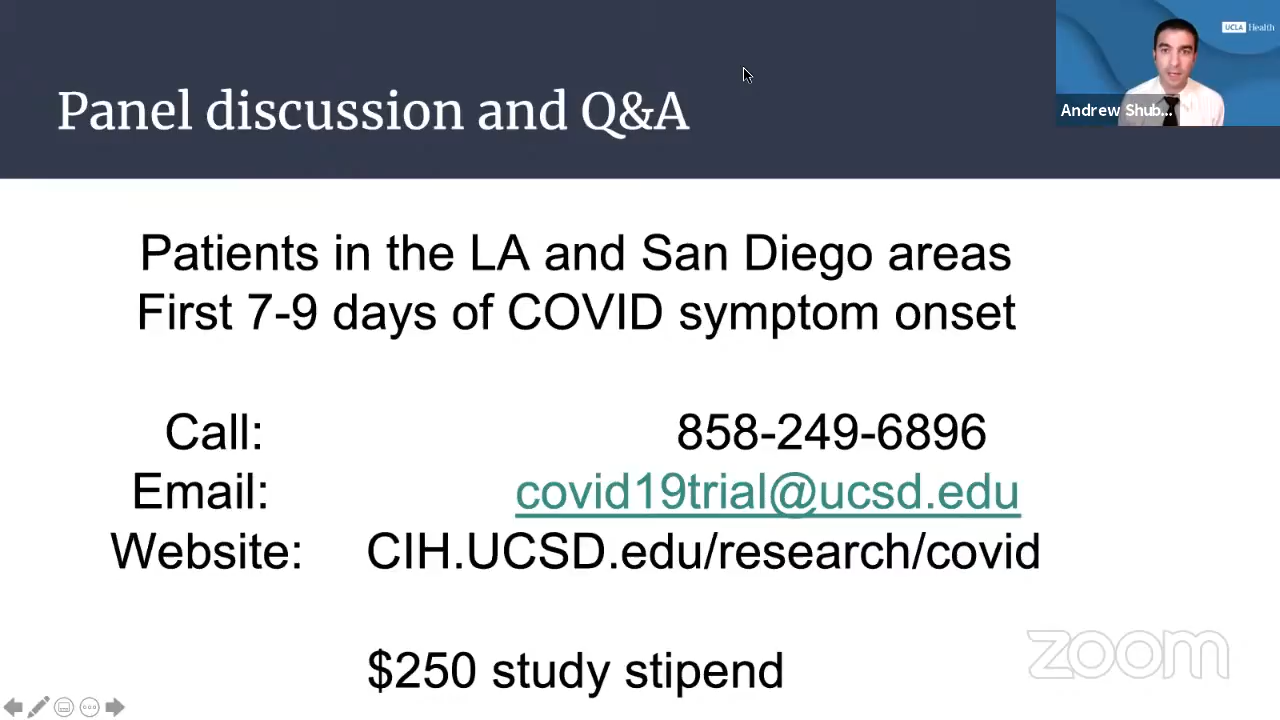 Panel discussion and Q&A
UCLA Health
Andrew Shub...
Patients in the LA and San Diego areas
First 7-9 days of COVID symptom onset
Call: 858-249-6896
Email: covid19trial@ucsd.edu
Website: CIH.UCSD.edu/research/covid
$250 study stipend
zoom